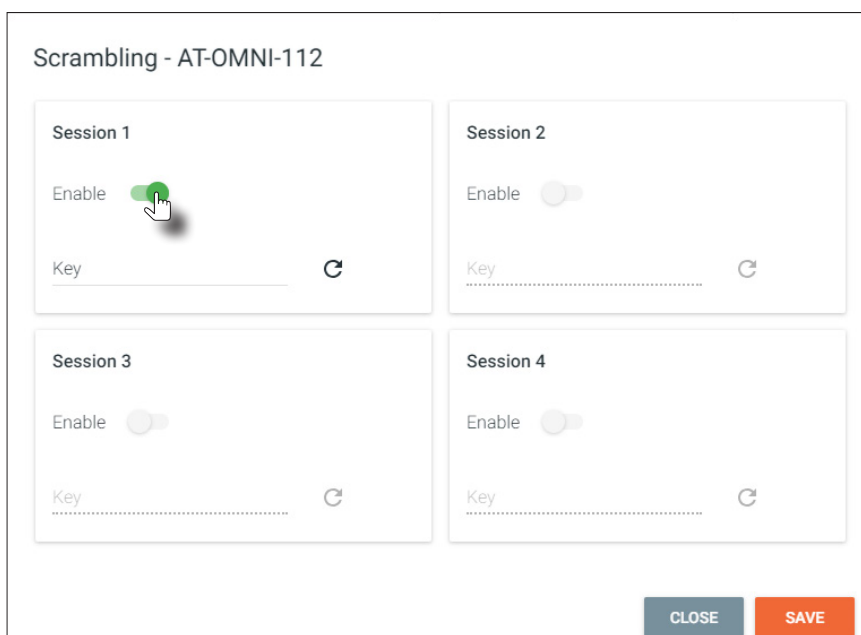 Scrambling - AT-OMNI-112
Session 1
Enable
Key
Session 2
Enable
Key
Session 3
Enable
Key
Session 4
Enable
Key
CLOSE
SAVE